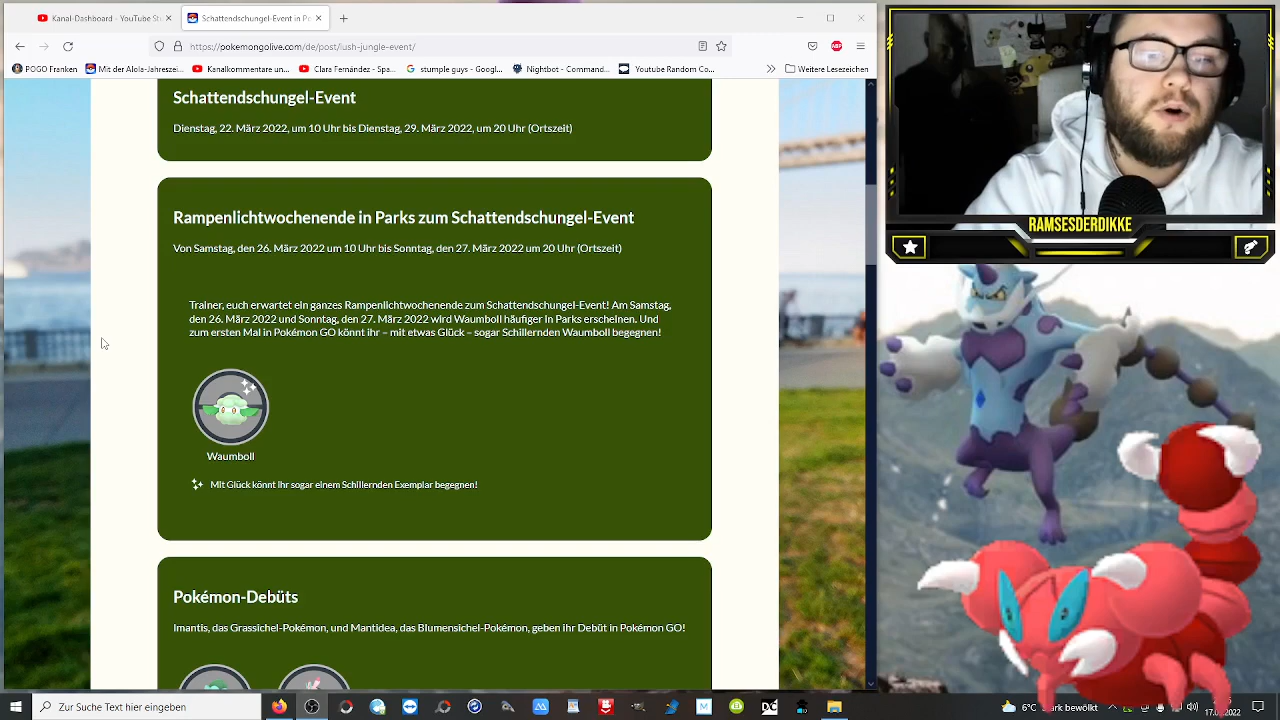 Kanal-Dashboard - YouTube St
Schattendschungel-Event in P
https://pokemongolive.com/de/post/lush-jungle-event/
POGO Franken
Mit der Alola-Jahreszei...
Kanalkommentare un...
Clip Fernández - Spa...
stumple guys - Googl...
Nightbot - Comman...
Youtube Random Co...
Weitere Lesezeichen
Schattendschungel-Event
Dienstag, 22. März 2022, um 10 Uhr bis Dienstag, 29. März 2022, um 20 Uhr (Ortszeit)
Rampenlichtwochenende in Parks zum Schattendschungel-Event
Von Samstag, den 26. März 2022 um 10 Uhr bis Sonntag, den 27. März 2022 um 20 Uhr (Ortszeit)
Trainer, euch erwartet ein ganzes Rampenlichtwochenende zum Schattendschungel-Event! Am Samstag,
den 26. März 2022 und Sonntag, den 27. März 2022 wird Waumboll häufiger in Parks erscheinen. Und
zum ersten Mal in Pokémon GO könnt ihr – mit etwas Glück – sogar Schillernden Waumboll begegnen!
Waumboll
Mit Glück könnt ihr sogar einem Schillernden Exemplar begegnen!
Pokémon-Debüts
Imantis, das Grassichel-Pokémon, und Mantidea, das Blumensichel-Pokémon, geben ihr Debüt in Pokémon GO!
RAMSESDERDIKKE
Zur Suche Text hier eingeben
6°C